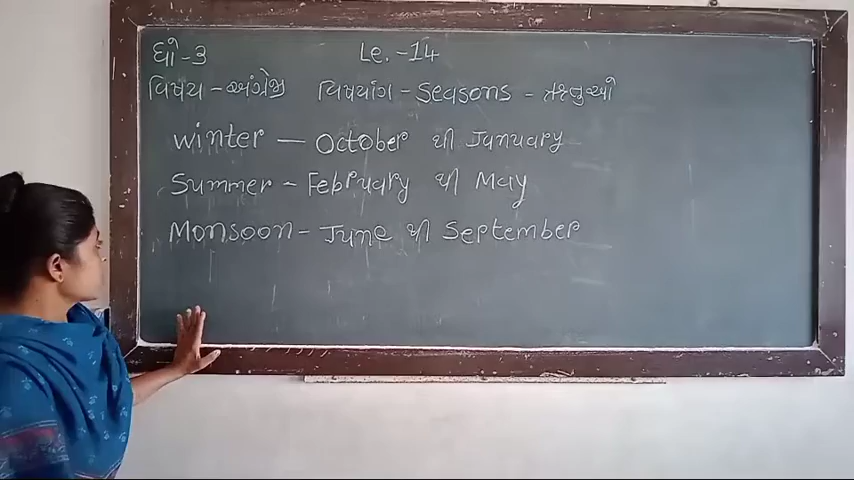 ધો-3 Le.-14
વિષય - અંગ્રેજી વિષયાંગ - Seasons - ઋતુઓ
winter — October થી January
Summer - February થી May
Monsoon - June થી September